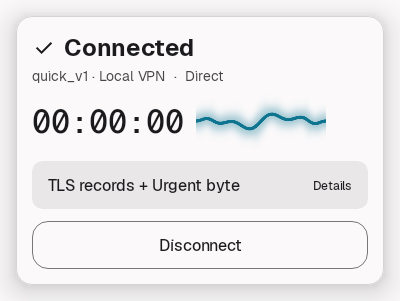 Connected
quick_v1 · Local VPN · Direct
00:00:00
TLS records + Urgent byte Details
Disconnect